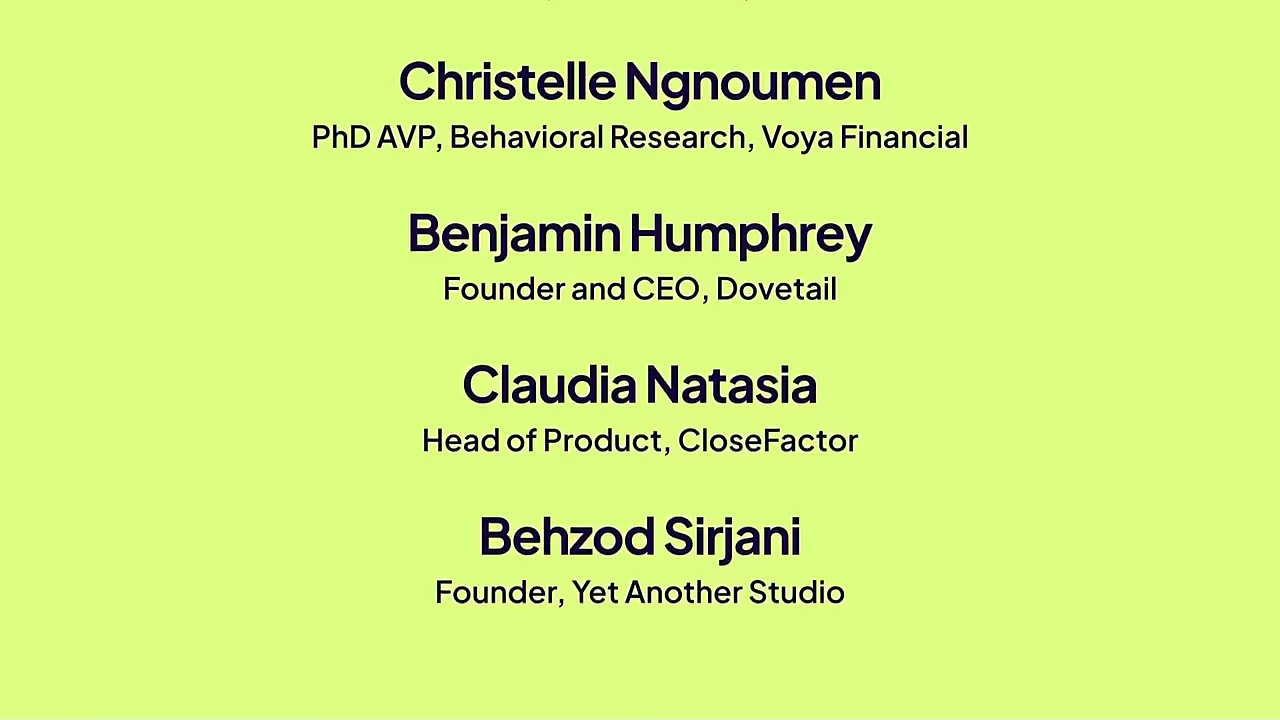 Christelle Ngnoumen
PhD AVP, Behavioral Research, Voya Financial
Benjamin Humphrey
Founder and CEO, Dovetail
Claudia Natasia
Head of Product, CloseFactor
Behzod Sirjani
Founder, Yet Another Studio